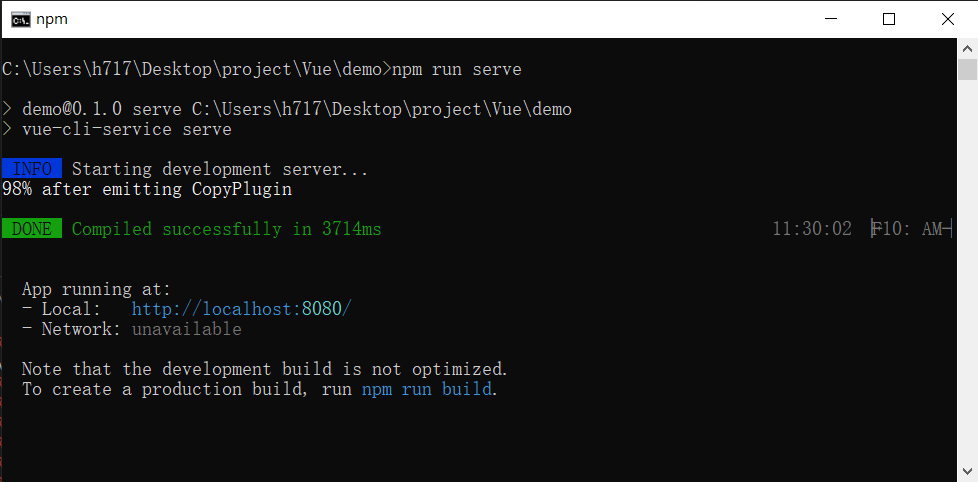 npm
C:\Users\h717\Desktop\project\Vue\demo>npm run serve
> demo@0.1.0 serve C:\Users\h717\Desktop\project\Vue\demo
> vue-cli-service serve
INFO Starting development server...
98% after emitting CopyPlugin
DONE Compiled successfully in 3714ms 11:30:02 F10: AM
App running at:
- Local: http://localhost:8080/
- Network: unavailable
Note that the development build is not optimized.
To create a production build, run npm run build.